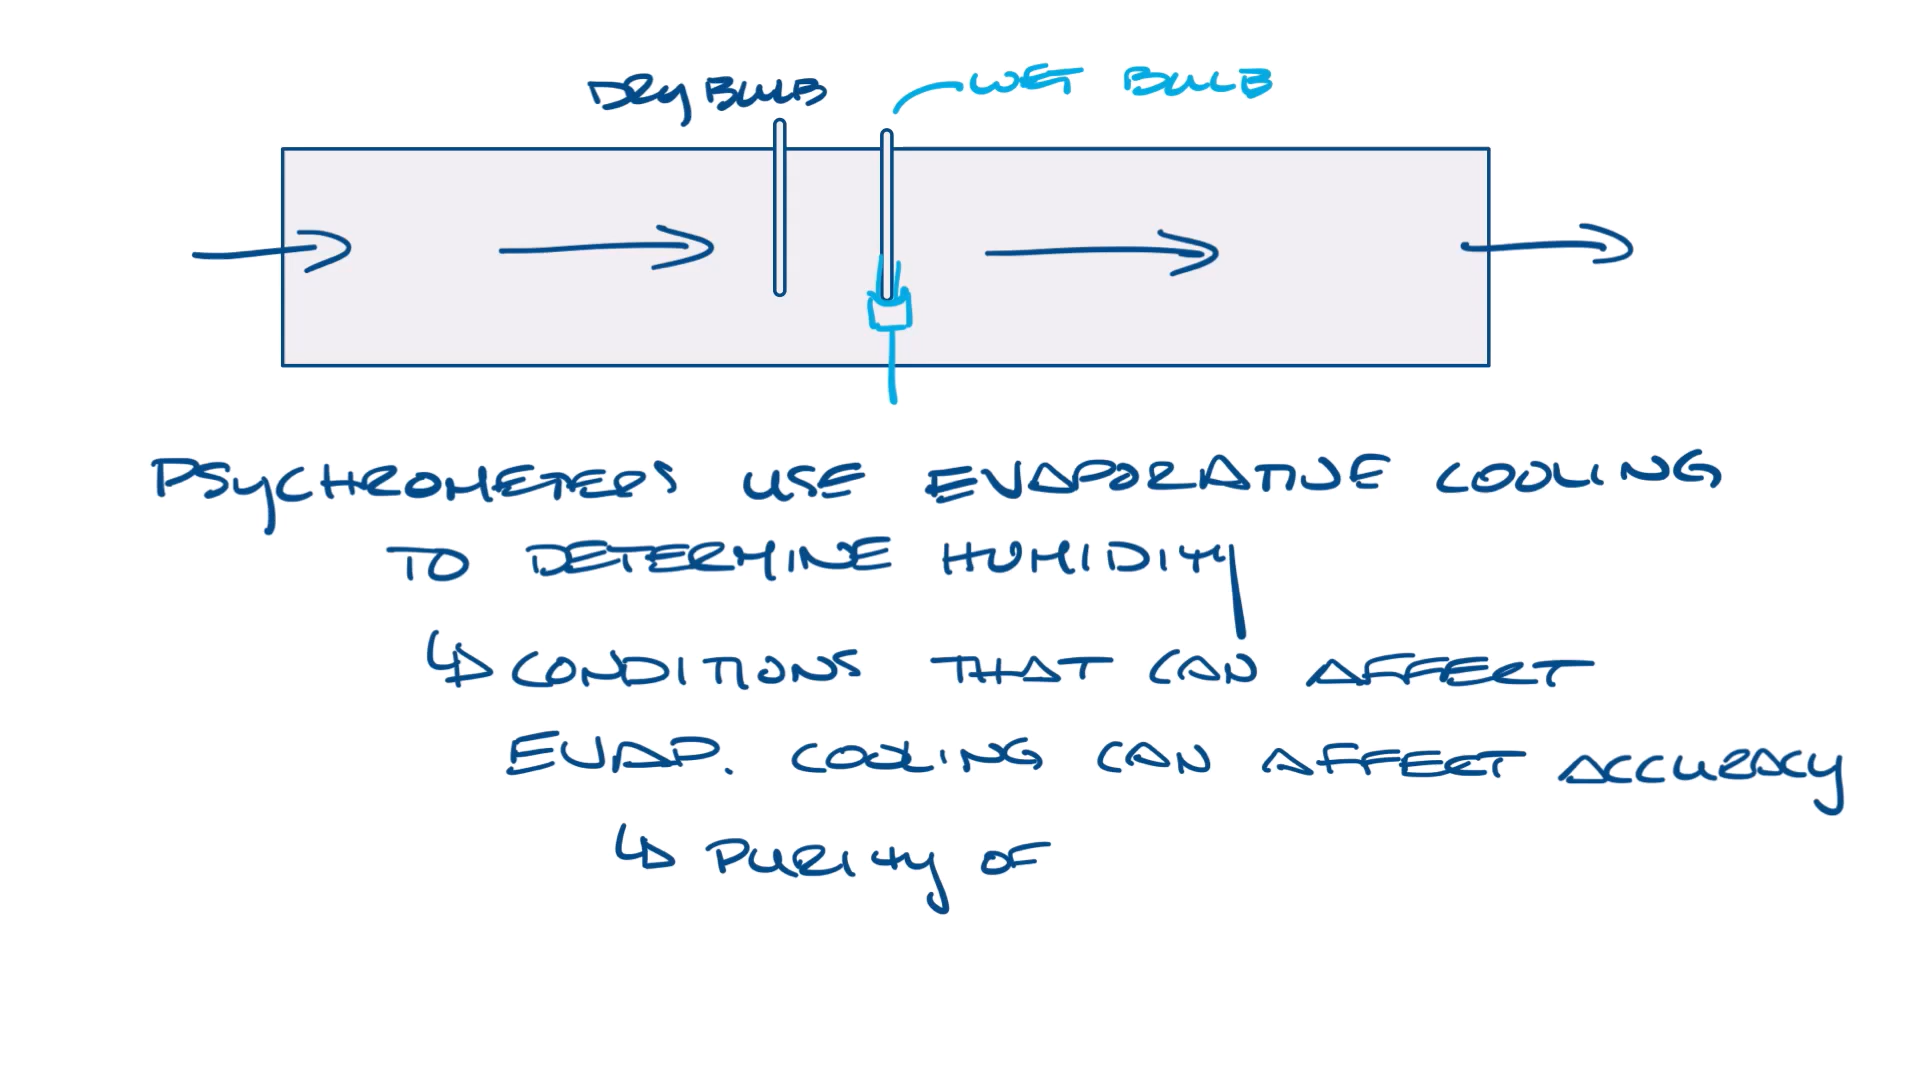 DRY BULB
WET BULB
PSYCHROMETERS USE EVAPORATIVE COOLING
TO DETERMINE HUMIDITY
↳ CONDITIONS THAT CAN AFFECT
EVAP. COOLING CAN AFFECT ACCURACY
↳ PURITY OF